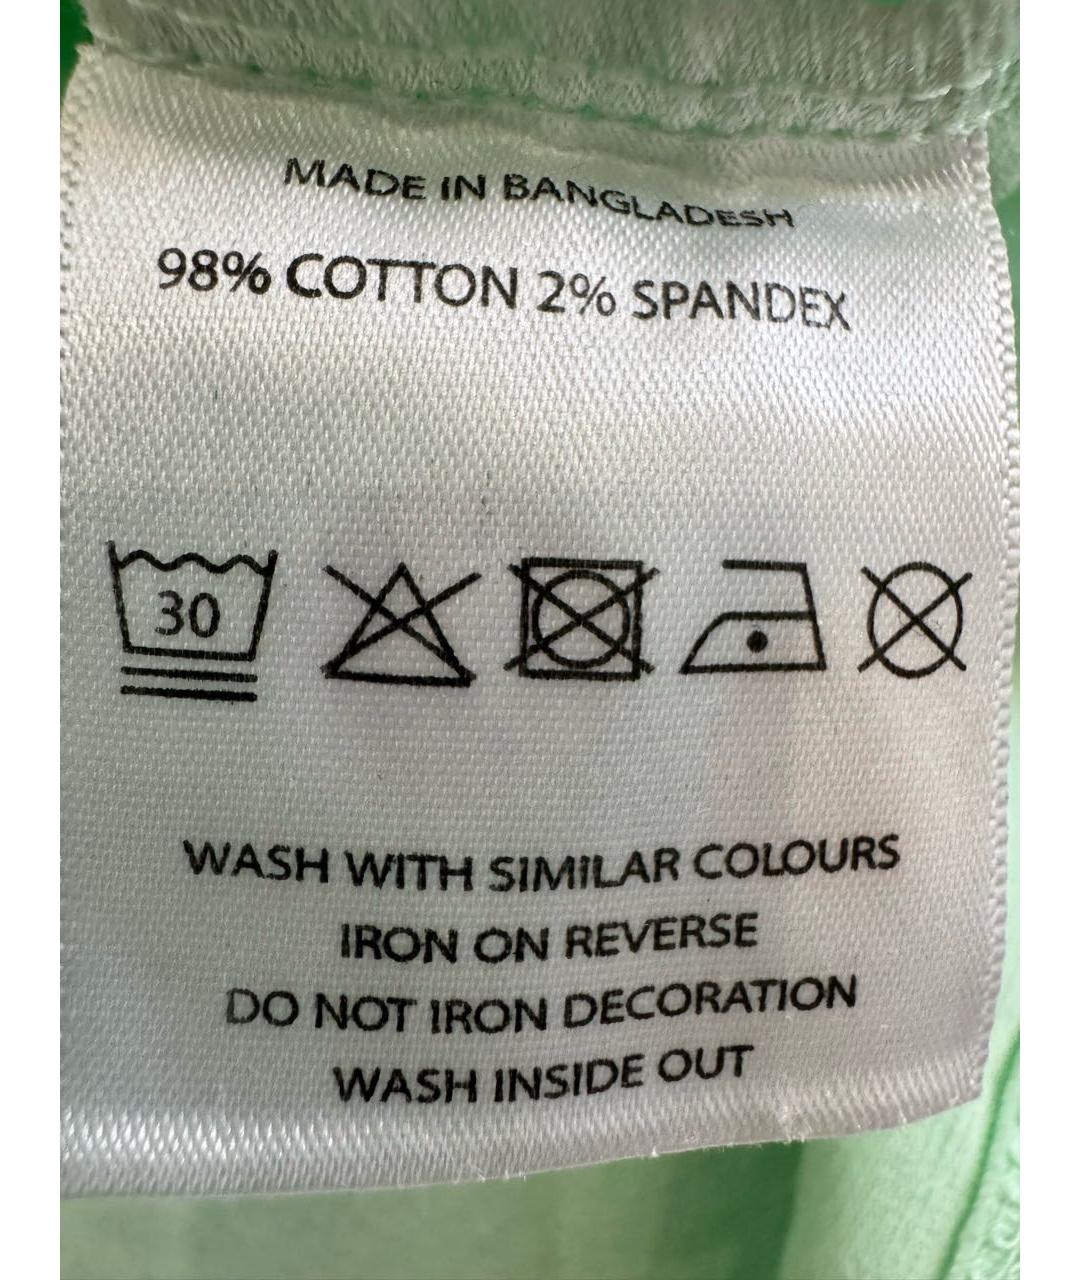 MADE IN BANGLADESH
98% COTTON 2% SPANDEX
30
WASH WITH SIMILAR COLOURS
IRON ON REVERSE
DO NOT IRON DECORATION
WASH INSIDE OUT